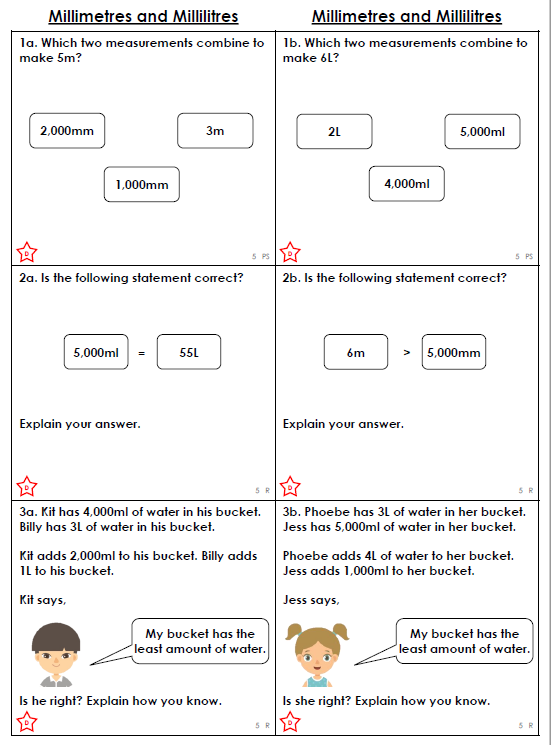 Millimetres and Millilitres
1a. Which two measurements combine to
make 5m?
2,000mm
3m
1,000mm
D
5 PS
Millimetres and Millilitres
1b. Which two measurements combine to
make 6L?
2L
5,000ml
4,000ml
D
5 PS
2a. Is the following statement correct?
5,000ml = 55L
Explain your answer.
D
5 R
2b. Is the following statement correct?
6m > 5,000mm
Explain your answer.
D
5 R
3a. Kit has 4,000ml of water in his bucket.
Billy has 3L of water in his bucket.
Kit adds 2,000ml to his bucket. Billy adds
1L to his bucket.
Kit says,
My bucket has the
least amount of water.
Is he right? Explain how you know.
D
5 R
3b. Phoebe has 3L of water in her bucket.
Jess has 5,000ml of water in her bucket.
Phoebe adds 4L of water to her bucket.
Jess adds 1,000ml to her bucket.
Jess says,
My bucket has the
least amount of water.
Is she right? Explain how you know.
D
5 R